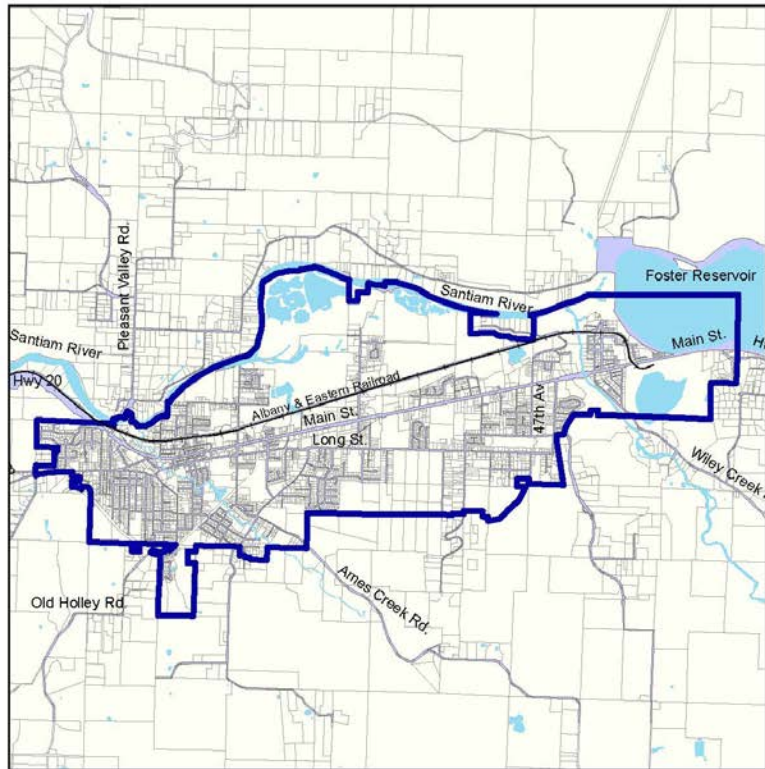 Pleasant Valley Rd.
Foster Reservoir
Santiam River
Santiam River
Main St.
Hwy 20
Albany & Eastern Railroad
Main St.
47th Av
Long St.
Wiley Creek
Ames Creek Rd.
Old Holley Rd.